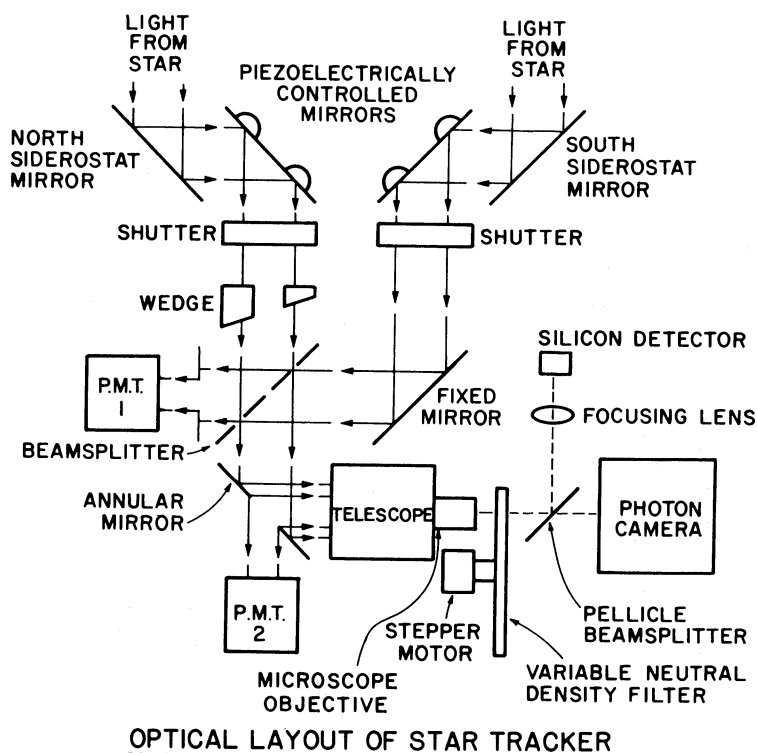 LIGHT
FROM
STAR
LIGHT
FROM
STAR
PIEZOELECTRICALLY
CONTROLLED
MIRRORS
NORTH
SIDEROSTAT
MIRROR
SOUTH
SIDEROSTAT
MIRROR
SHUTTER
SHUTTER
WEDGE
SILICON DETECTOR
P.M.T.
1
FIXED
MIRROR
FOCUSING LENS
BEAMSPLITTER
ANNULAR
MIRROR
TELESCOPE
PHOTON
CAMERA
P.M.T.
2
STEPPER
MOTOR
PELLICLE
BEAMSPLITTER
MICROSCOPE
OBJECTIVE
VARIABLE NEUTRAL
DENSITY FILTER
OPTICAL LAYOUT OF STAR TRACKER